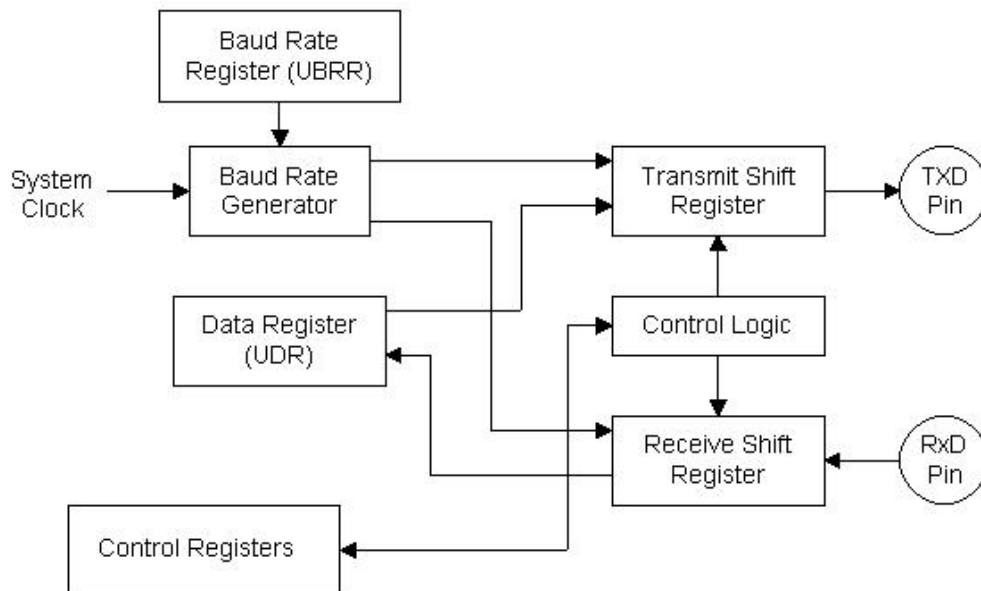 Baud Rate
Register (UBRR)
System
Clock
Baud Rate
Generator
Transmit Shift
Register
TXD
Pin
Data Register
(UDR)
Control Logic
Receive Shift
Register
RxD
Pin
Control Registers